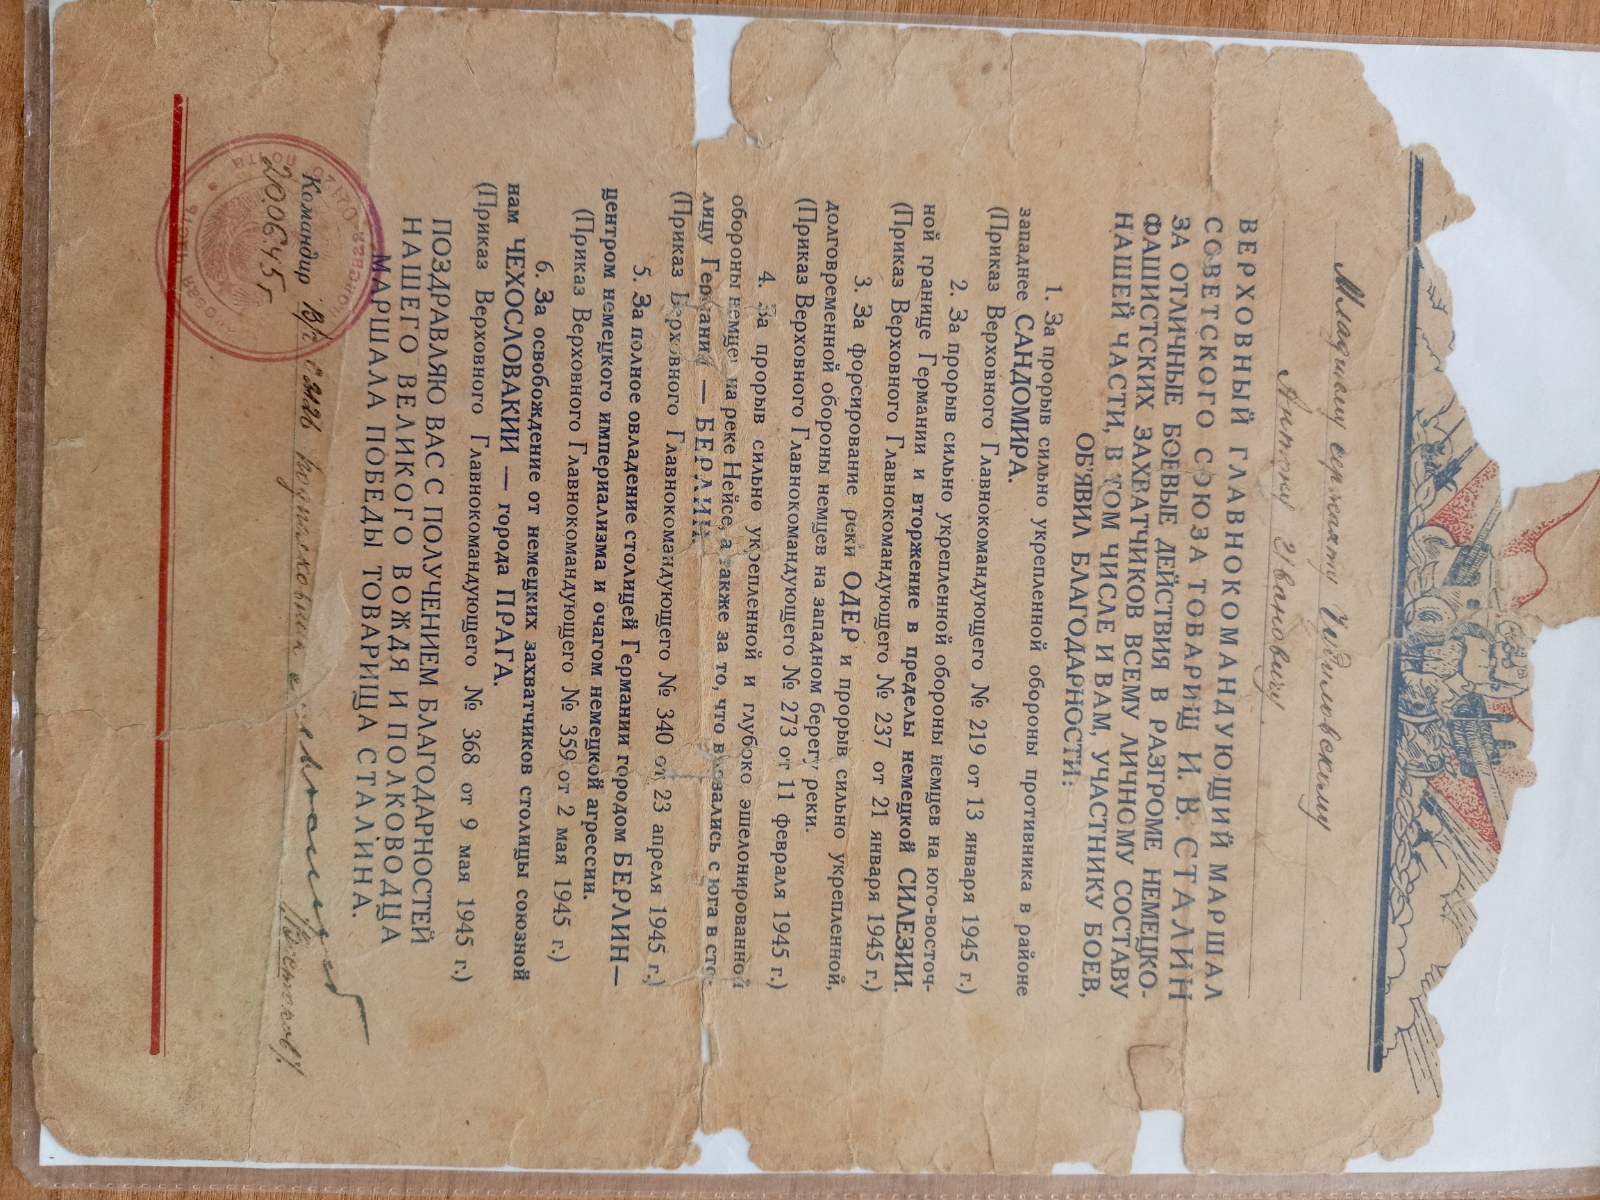 Младшему сержанту Чидиловскому
Антону Ивановичу
ВЕРХОВНЫЙ ГЛАВНОКОМАНДУЮЩИЙ МАРШАЛ
СОВЕТСКОГО СОЮЗА ТОВАРИЩ И. В. СТАЛИН
ЗА ОТЛИЧНЫЕ БОЕВЫЕ ДЕЙСТВИЯ В РАЗГРОМЕ НЕМЕЦКО-
ФАШИСТСКИХ ЗАХВАТЧИКОВ ВСЕМУ ЛИЧНОМУ СОСТАВУ
НАШЕЙ ЧАСТИ, В ТОМ ЧИСЛЕ И ВАМ, УЧАСТНИКУ БОЕВ,
ОБ'ЯВИЛ БЛАГОДАРНОСТИ:
1. За прорыв сильно укрепленной обороны противника в районе
западнее САНДОМИРА.
(Приказ Верховного Главнокомандующего № 219 от 13 января 1945 г.)
2. За прорыв сильно укрепленной обороны немцев на юго-восточ-
ной границе Германии и вторжение в пределы немецкой СИЛЕЗИИ.
(Приказ Верховного Главнокомандующего № 237 от 21 января 1945 г.)
3. За форсирование реки ОДЕР и прорыв сильно укрепленной,
долговременной обороны немцев на западном берегу реки.
(Приказ Верховного Главнокомандующего № 273 от 11 февраля 1945 г.)
4. За прорыв сильно укрепленной и глубоко эшелонированной
обороны немцев на реке Нейсе, а также за то, что ворвались с юга в сто-
лицу Германии — БЕРЛИН.
(Приказ Верховного Главнокомандующего № 340 от 23 апреля 1945 г.)
5. За полное овладение столицей Германии городом БЕРЛИН—
центром немецкого империализма и очагом немецкой агрессии.
(Приказ Верховного Главнокомандующего № 359 от 2 мая 1945 г.)
6. За освобождение от немецких захватчиков столицы союзной
нам ЧЕХОСЛОВАКИИ — города ПРАГА.
(Приказ Верховного Главнокомандующего № 368 от 9 мая 1945 г.)
ПОЗДРАВЛЯЮ ВАС С ПОЛУЧЕНИЕМ БЛАГОДАРНОСТЕЙ
НАШЕГО ВЕЛИКОГО ВОЖДЯ И ПОЛКОВОДЦА
МАРШАЛА ПОБЕДЫ ТОВАРИЩА СТАЛИНА.
Командир в/ч подполковник
20.06.45 г.
ПОЛЕВАЯ ПОЧТА